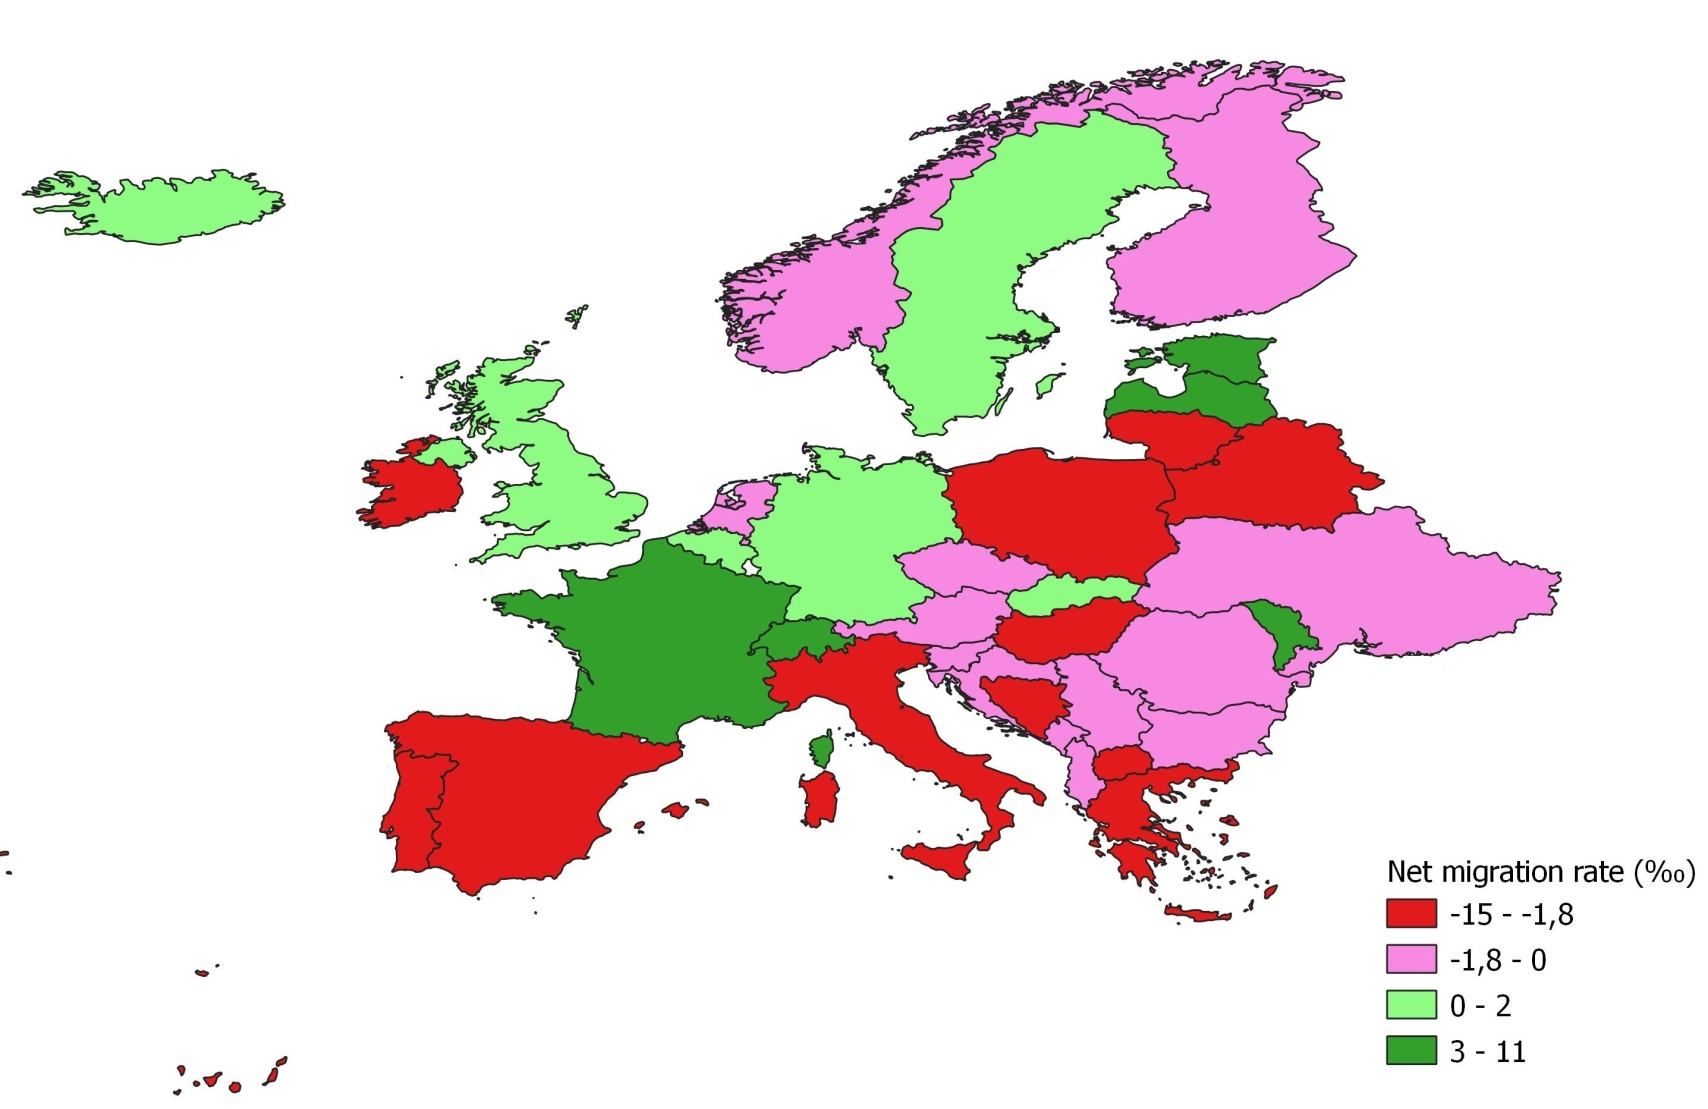 Net migration rate (‰)
-15 - -1,8
-1,8 - 0
0 - 2
3 - 11